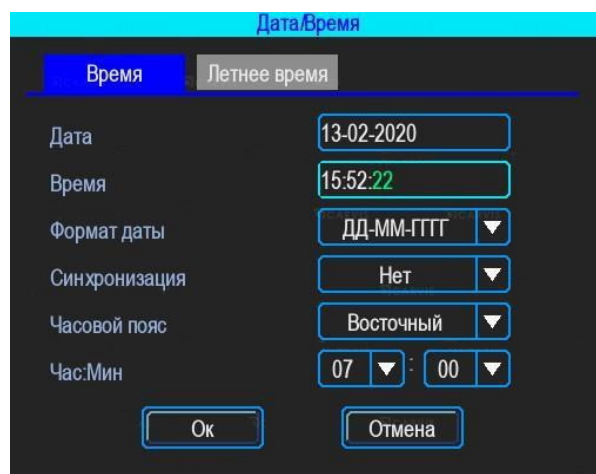 Дата/Время
Время Летнее время
Дата 13-02-2020
Время 15:52:22
Формат даты ДД-ММ-ГГГГ
Синхронизация Нет
Часовой пояс Восточный
Час:Мин 07 : 00
Ок Отмена